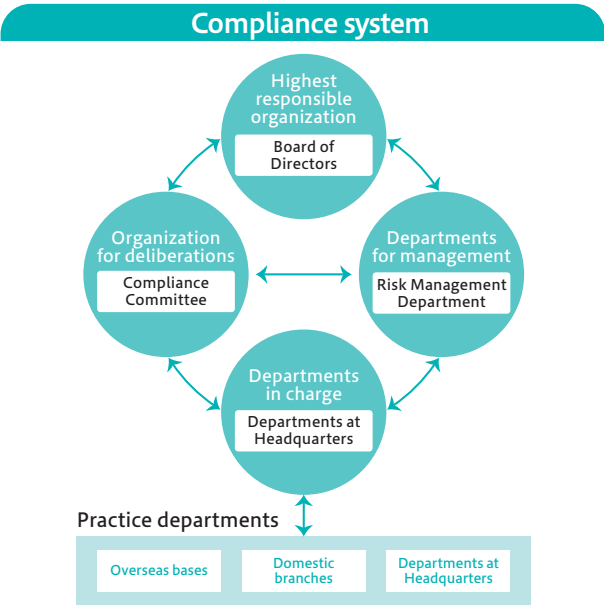 Compliance system
Highest
responsible
organization
Board of
Directors
Organization
for deliberations
Compliance
Committee
Departments
for management
Risk Management
Department
Departments
in charge
Departments at
Headquarters
Practice departments
Overseas bases
Domestic
branches
Departments at
Headquarters